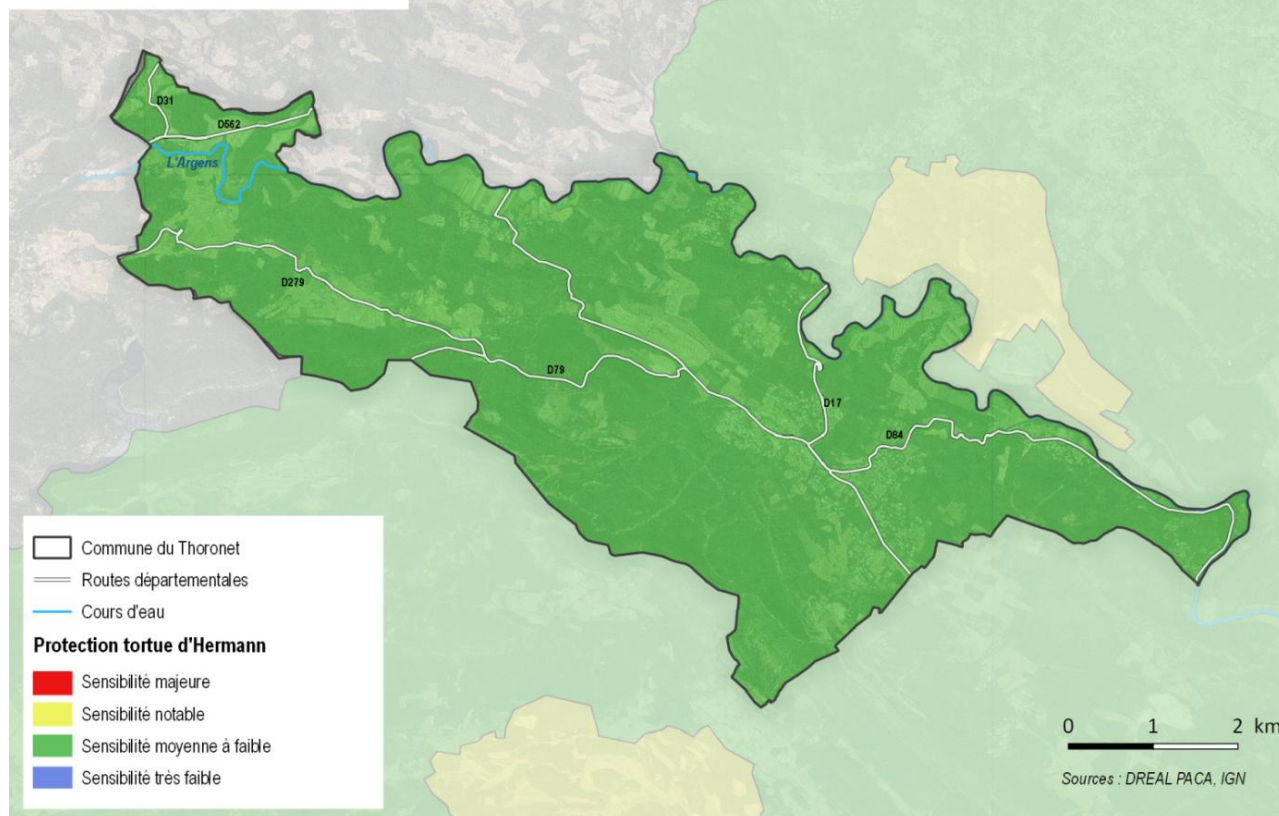 D31
D562
L'Argens
D279
D79
D17
D84
Commune du Thoronet
Routes départementales
Cours d'eau
Protection tortue d'Hermann
Sensibilité majeure
Sensibilité notable
Sensibilité moyenne à faible
Sensibilité très faible
0 1 2 km
Sources : DREAL PACA, IGN